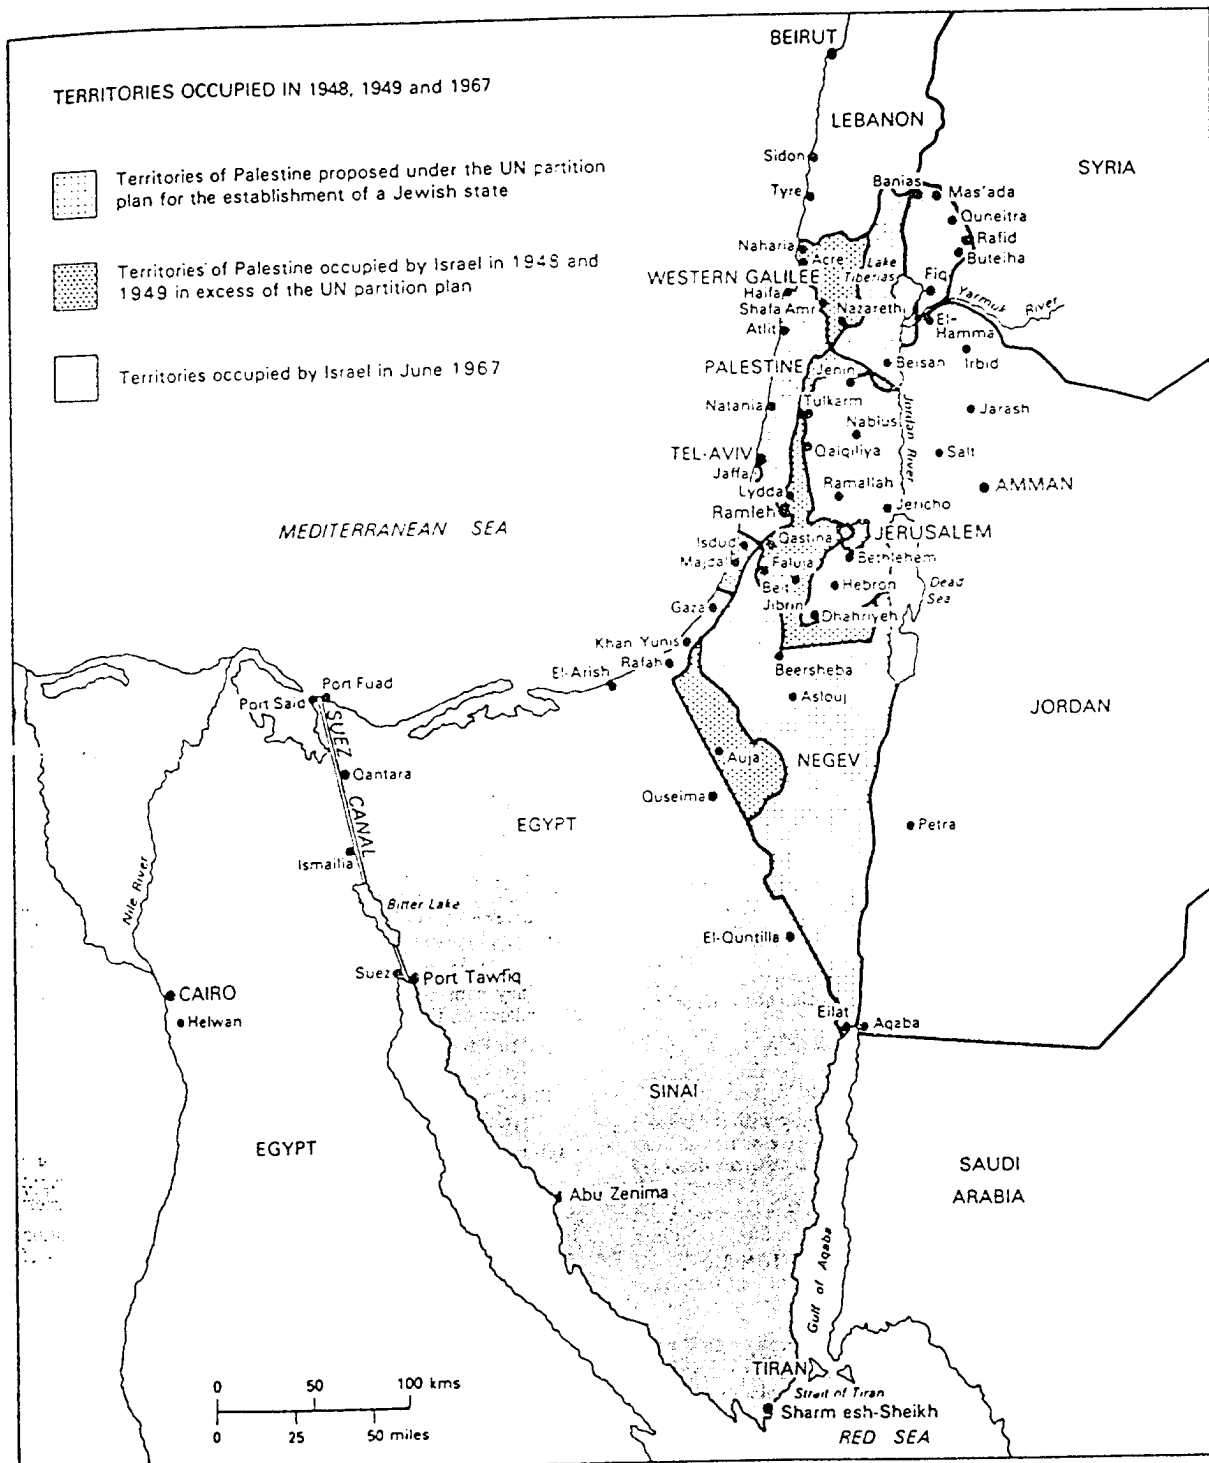 TERRITORIES OCCUPIED IN 1948, 1949 and 1967
Territories of Palestine proposed under the UN partition
plan for the establishment of a Jewish state
Territories of Palestine occupied by Israel in 1948 and
1949 in excess of the UN partition plan
Territories occupied by Israel in June 1967
BEIRUT
LEBANON
SYRIA
Sidon
Tyre
Banias
Mas'ada
Quneitra
Rafid
Buteiha
Naharia
Acre
Lake
Tiberias
WESTERN GALILEE
Fiq
Haifa
Yarmuk River
Shafa Amr
Nazareth
El-
Hamma
Atlit
PALESTINE
Jenin
Beisan
Irbid
Natania
Tulkarm
Jarash
Nablus
Jordan River
TEL-AVIV
Qalqiliya
Salt
Jaffa
Lydda
Ramallah
AMMAN
Ramleh
Jericho
MEDITERRANEAN SEA
JERUSALEM
Isdud
Qastina
Majdal
Faluja
Bethlehem
Beit
Jibrin
Hebron
Dead
Sea
Gaza
Dhahriyeh
Khan Yunis
Rafah
El-Arish
Beersheba
Port Fuad
Port Said
Aslouj
JORDAN
SUEZ CANAL
Auja
NEGEV
Qantara
Quseima
EGYPT
Petra
Ismailia
Nile River
Bitter Lake
El-Quntilla
Suez
Port Tawfiq
CAIRO
Helwan
Eilat
Aqaba
SINAI
EGYPT
SAUDI
ARABIA
Abu Zenima
Gulf of Aqaba
TIRAN
Strait of Tiran
Sharm esh-Sheikh
RED SEA
0 50 100 kms
0 25 50 miles